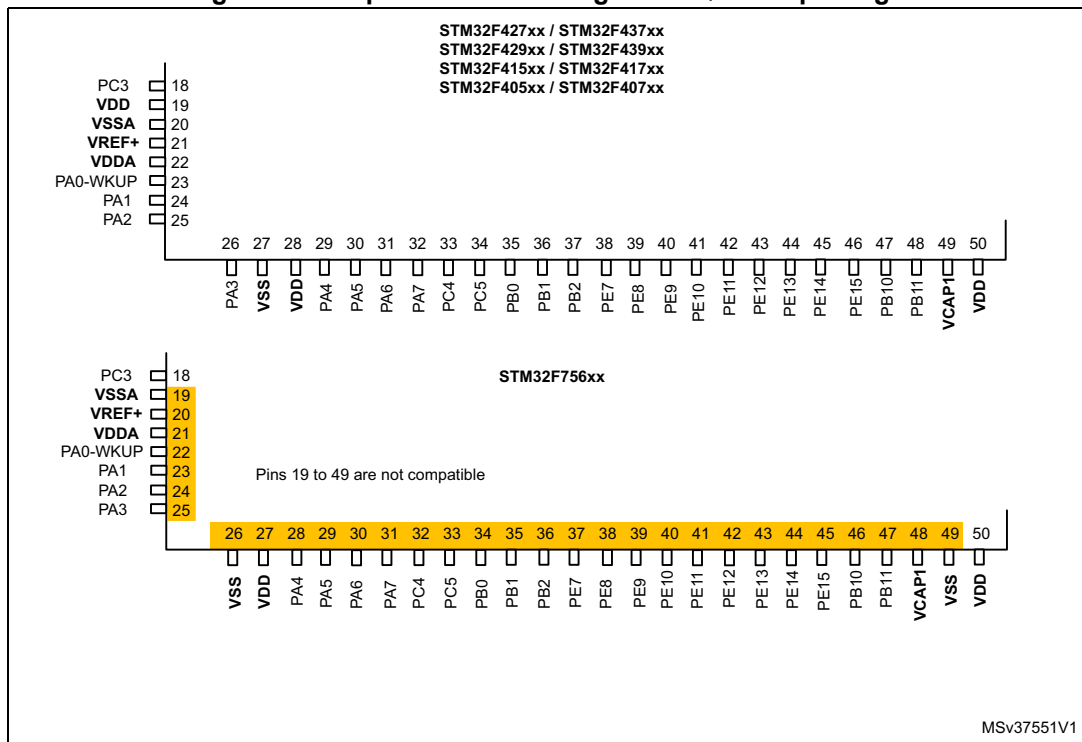 STM32F427xx / STM32F437xx
STM32F429xx / STM32F439xx
STM32F415xx / STM32F417xx
STM32F405xx / STM32F407xx
PC3 18
VDD 19
VSSA 20
VREF+ 21
VDDA 22
PA0-WKUP 23
PA1 24
PA2 25
26 27 28 29 30 31 32 33 34 35 36 37 38 39 40 41 42 43 44 45 46 47 48 49 50
PA3 VSS VDD PA4 PA5 PA6 PA7 PC4 PC5 PB0 PB1 PB2 PE7 PE8 PE9 PE10 PE11 PE12 PE13 PE14 PE15 PB10 PB11 VCAP1 VDD
STM32F756xx
PC3 18
VSSA 19
VREF+ 20
VDDA 21
PA0-WKUP 22
PA1 23
PA2 24
PA3 25
Pins 19 to 49 are not compatible
26 27 28 29 30 31 32 33 34 35 36 37 38 39 40 41 42 43 44 45 46 47 48 49 50
VSS VDD PA4 PA5 PA6 PA7 PC4 PC5 PB0 PB1 PB2 PE7 PE8 PE9 PE10 PE11 PE12 PE13 PE14 PE15 PB10 PB11 VCAP1 VSS VDD
MSv37551V1